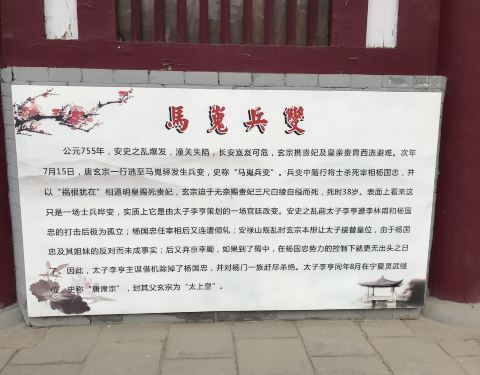 馬嵬兵變
公元755年，安史之乱爆发，潼关失陷，长安岌岌可危，玄宗携贵妃及皇亲贵胄西逃避难。次年
7月15日，唐玄宗一行逃至马嵬驿发生兵变，史称“马嵬兵变”。兵变中随行将士杀死宰相杨国忠，并
以“祸根犹在”相逼明皇赐死贵妃，玄宗迫于无奈赐贵妃三尺白绫自缢而死，死时38岁。表面上看来这
只是一场士兵哗变，实质上它是由太子李亨策划的一场宫廷政变。安史之乱前太子李亨遭李林甫和杨国
忠的打击后极为孤立；杨国忠任宰相后又连遭倾轧；安禄山叛乱时玄宗本想让太子接替皇位，由于杨国
忠及其姐妹的反对而未成事实；后又弃京幸蜀，如果到了蜀中，在杨国忠势力的控制下就更无出头之日
了。因此，太子李亨主谋借机除掉了杨国忠，并对杨门一族赶尽杀绝。太子李亨同年8月在宁夏灵武继
位，史称“唐肃宗”，封其父玄宗为“太上皇”。